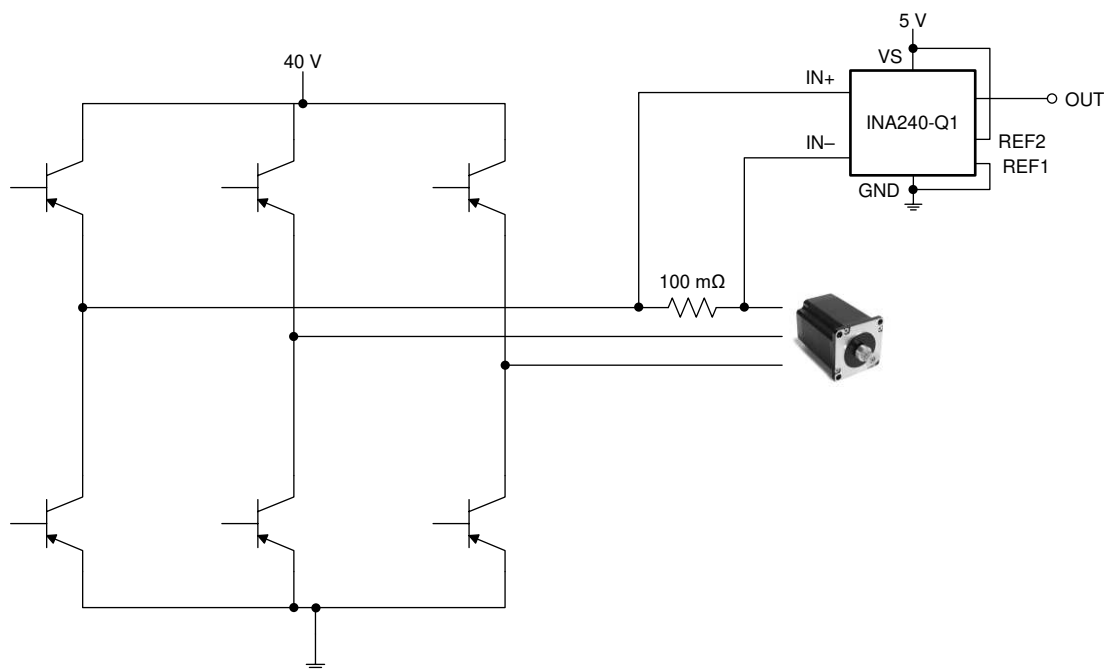 5 V
40 V
VS
IN+
INA240-Q1
OUT
IN–
REF2
REF1
GND
100 mΩ